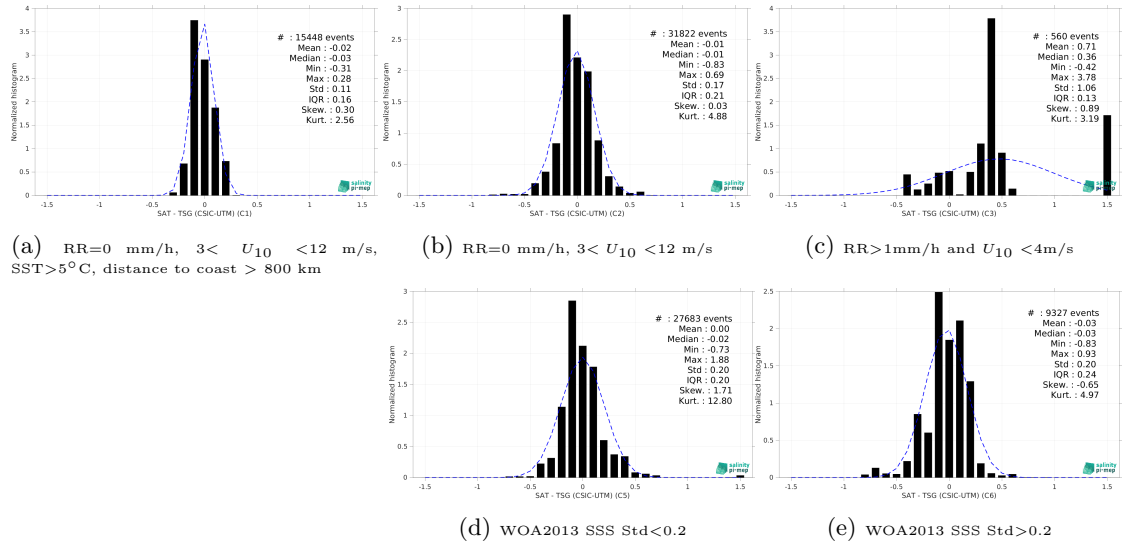 4
3.5
3
2.5
2
1.5
1
0.5
0
Normalized histogram
# : 15448 events
Mean : -0.02
Median : -0.03
Min : -0.31
Max : 0.28
Std : 0.11
IQR : 0.16
Skew. : 0.30
Kurt. : 2.56
salinity
pi-mep
-1.5 -1 -0.5 0 0.5 1 1.5
SAT - TSG (CSIC-UTM) (C1)
(a) RR=0 mm/h, 3< U10 <12 m/s,
SST>5°C, distance to coast > 800 km
3
2.5
2
1.5
1
0.5
0
Normalized histogram
# : 31822 events
Mean : -0.01
Median : -0.01
Min : -0.83
Max : 0.69
Std : 0.17
IQR : 0.21
Skew. : 0.03
Kurt. : 4.88
salinity
pi-mep
-1.5 -1 -0.5 0 0.5 1 1.5
SAT - TSG (CSIC-UTM) (C2)
(b) RR=0 mm/h, 3< U10 <12 m/s
4
3.5
3
2.5
2
1.5
1
0.5
0
Normalized histogram
# : 560 events
Mean : 0.71
Median : 0.36
Min : -0.42
Max : 3.78
Std : 1.06
IQR : 0.13
Skew. : 0.89
Kurt. : 3.19
salinity
pi-mep
-1.5 -1 -0.5 0 0.5 1 1.5
SAT - TSG (CSIC-UTM) (C3)
(c) RR>1mm/h and U10 <4m/s
3
2.5
2
1.5
1
0.5
0
Normalized histogram
# : 27683 events
Mean : 0.00
Median : -0.02
Min : -0.73
Max : 1.88
Std : 0.20
IQR : 0.20
Skew. : 1.71
Kurt. : 12.80
salinity
pi-mep
-1.5 -1 -0.5 0 0.5 1 1.5
SAT - TSG (CSIC-UTM) (C5)
(d) WOA2013 SSS Std<0.2
2.5
2
1.5
1
0.5
0
Normalized histogram
# : 9327 events
Mean : -0.03
Median : -0.03
Min : -0.83
Max : 0.93
Std : 0.20
IQR : 0.24
Skew. : -0.65
Kurt. : 4.97
salinity
pi-mep
-1.5 -1 -0.5 0 0.5 1 1.5
SAT - TSG (CSIC-UTM) (C6)
(e) WOA2013 SSS Std>0.2